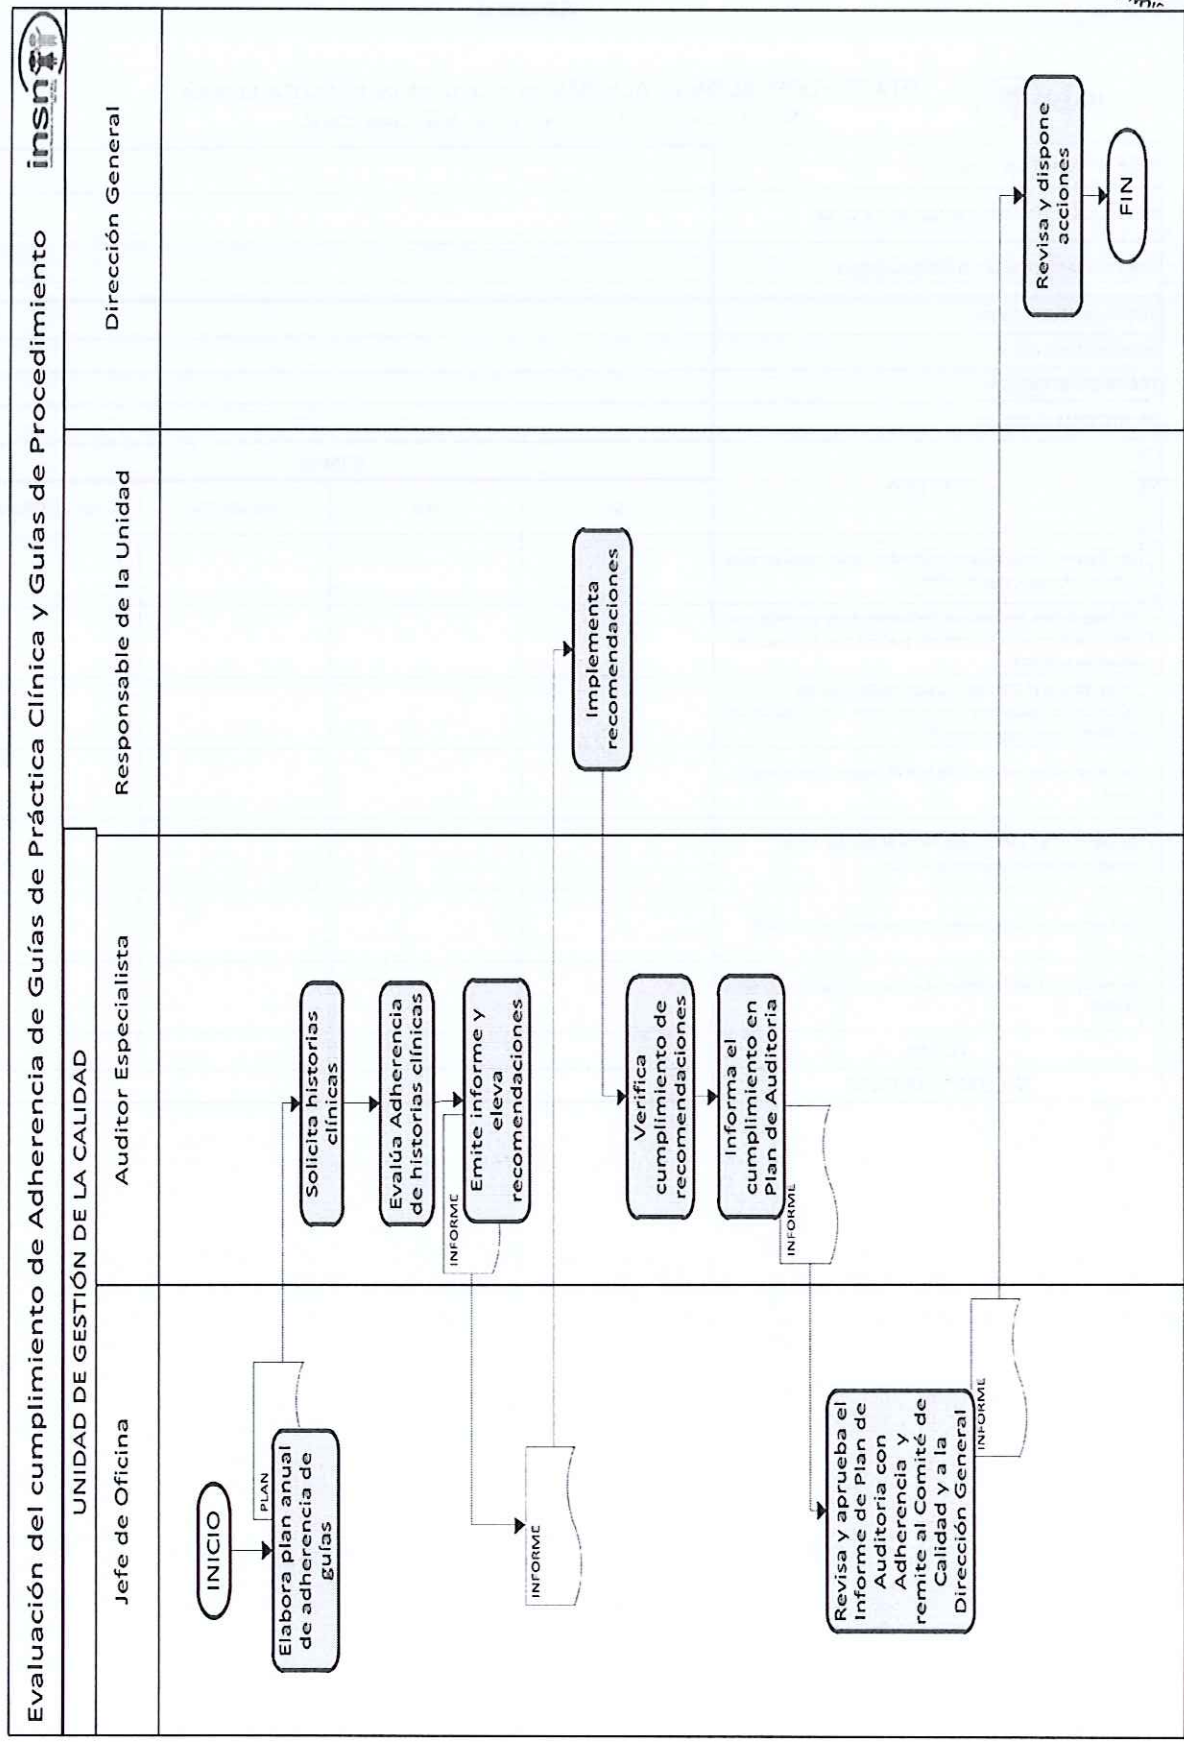 Evaluación del cumplimiento de Adherencia de Guías de Práctica Clínica y Guías de Procedimiento
insn
UNIDAD DE GESTIÓN DE LA CALIDAD
Jefe de Oficina
Auditor Especialista
Responsable de la Unidad
Dirección General
INICIO
PLAN
Elabora plan anual
de adherencia de
guías
Solicita historias
clínicas
Evalúa Adherencia
de historias clínicas
INFORME
Emite informe y
eleva
recomendaciones
INFORME
Implementa
recomendaciones
Verifica
cumplimiento de
recomendaciones
Informa el
cumplimiento en
Plan de Auditoria
INFORME
Revisa y aprueba el
Informe de Plan de
Auditoria con
Adherencia y
remite al Comité de
Calidad y a la
Dirección General
INFORME
Revisa y dispone
acciones
FIN